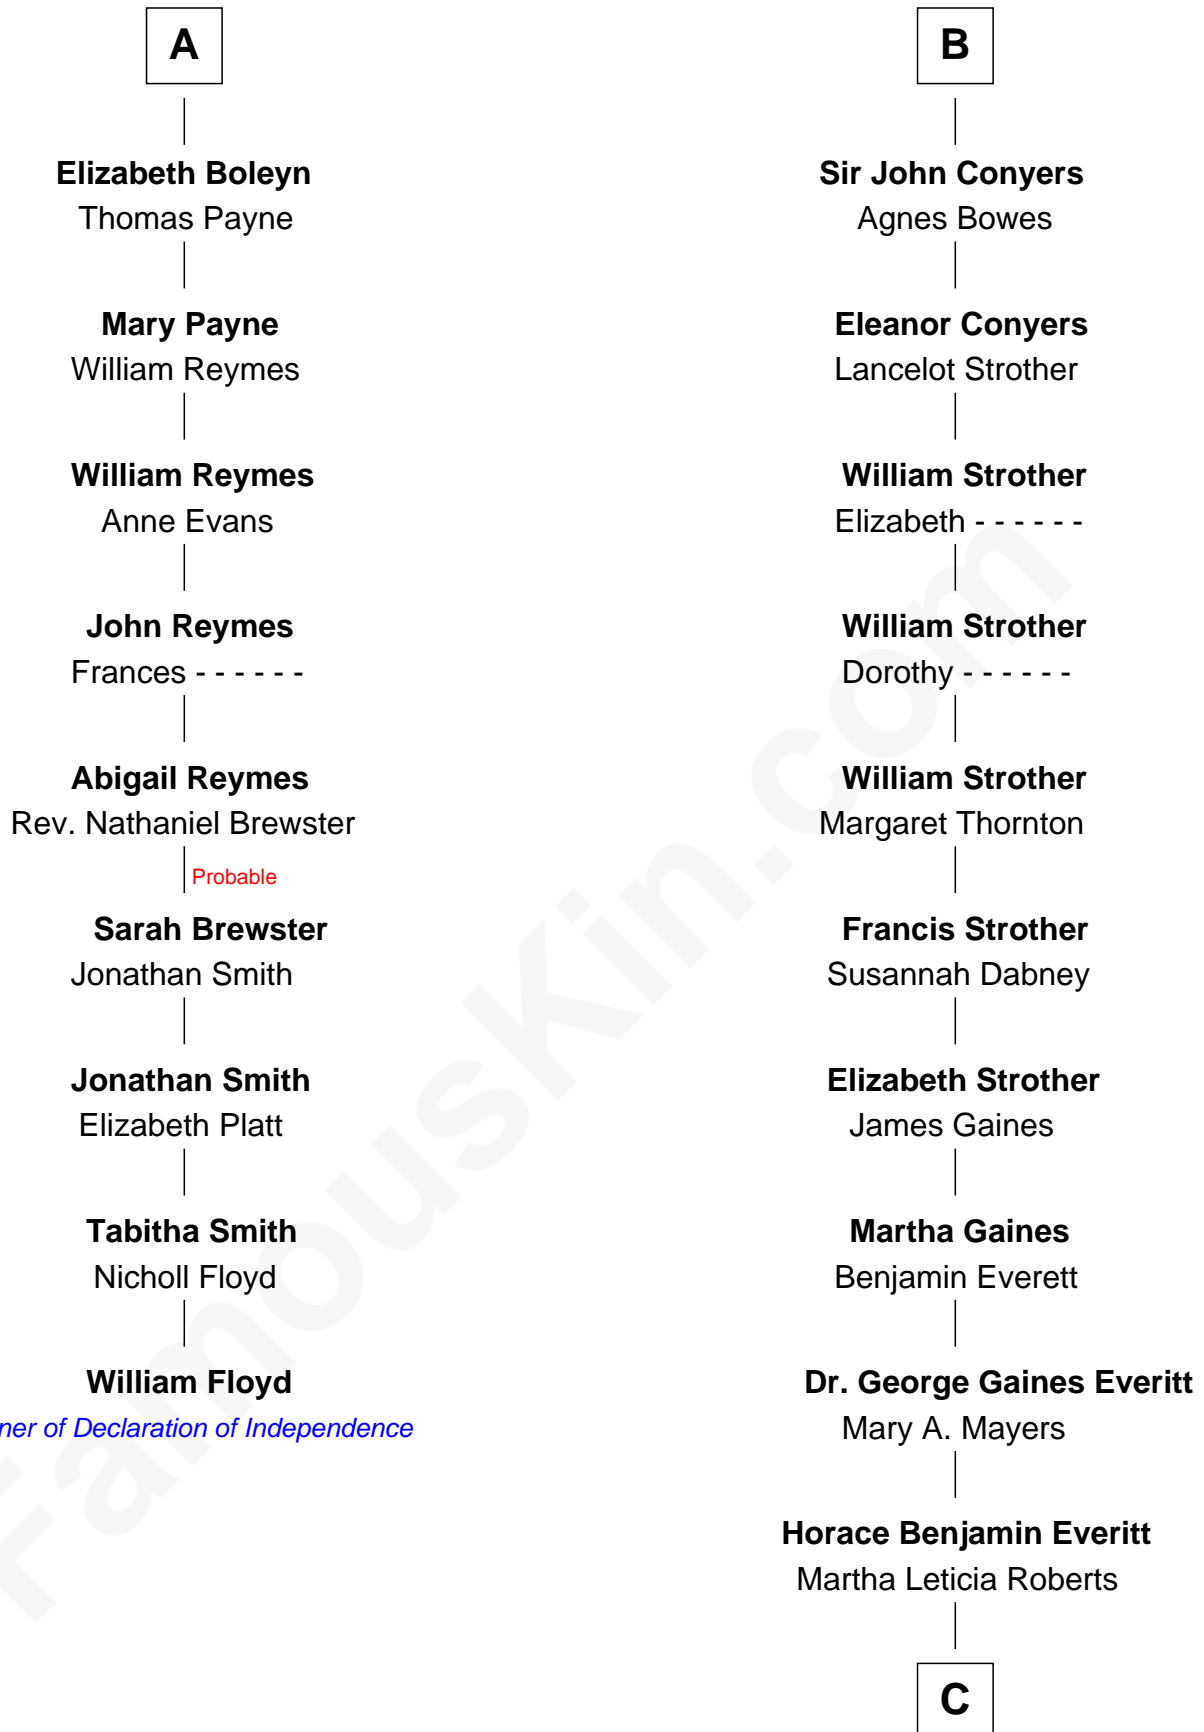 A
Elizabeth Boleyn
Thomas Payne
Mary Payne
William Reymes
William Reymes
Anne Evans
John Reymes
Frances - - - - - -
Abigail Reymes
Rev. Nathaniel Brewster
Probable
Sarah Brewster
Jonathan Smith
Jonathan Smith
Elizabeth Platt
Tabitha Smith
Nicholl Floyd
William Floyd
ner of Declaration of Independence
B
Sir John Conyers
Agnes Bowes
Eleanor Conyers
Lancelot Strother
William Strother
Elizabeth - - - - - -
William Strother
Dorothy - - - - - -
William Strother
Margaret Thornton
Francis Strother
Susannah Dabney
Elizabeth Strother
James Gaines
Martha Gaines
Benjamin Everett
Dr. George Gaines Everitt
Mary A. Mayers
Horace Benjamin Everitt
Martha Leticia Roberts
C
FamousKin.com